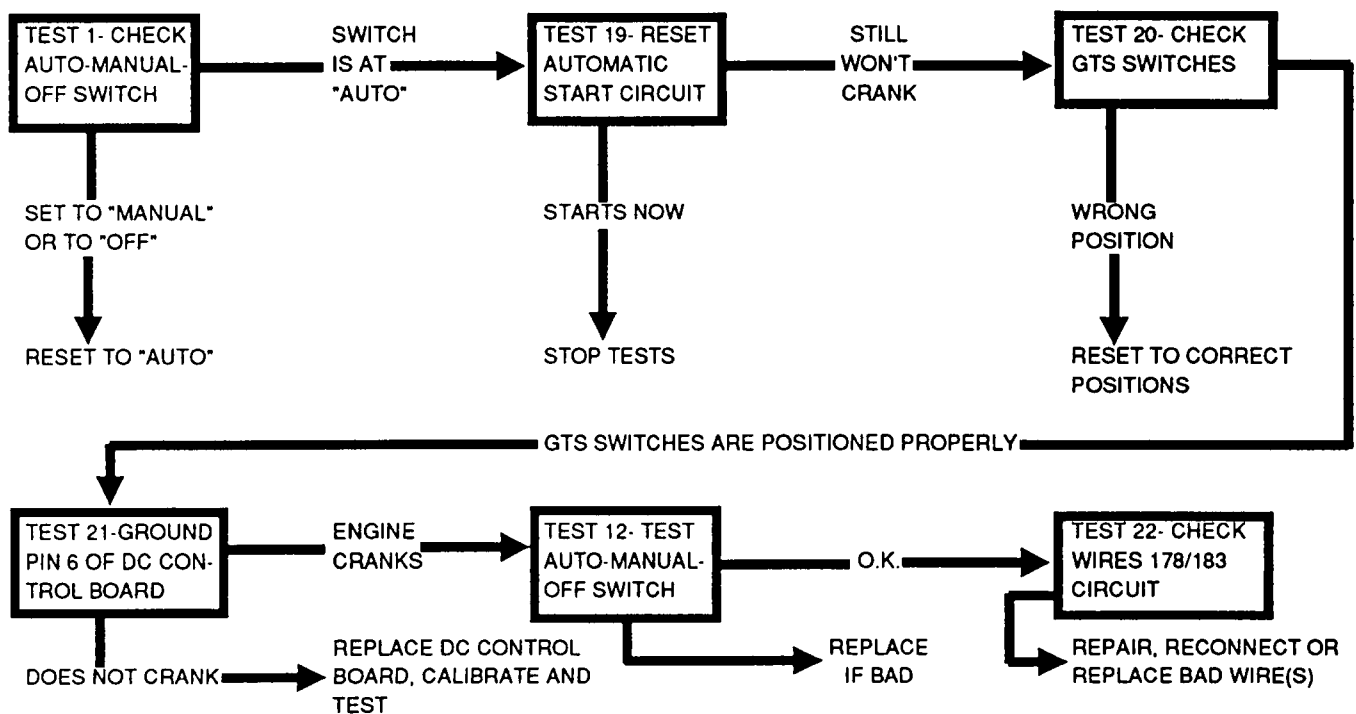 TEST 1- CHECK
AUTO-MANUAL-
OFF SWITCH
SWITCH
IS AT
"AUTO"
TEST 19- RESET
AUTOMATIC
START CIRCUIT
STILL
WON'T
CRANK
TEST 20- CHECK
GTS SWITCHES
SET TO "MANUAL"
OR TO "OFF"
STARTS NOW
WRONG
POSITION
RESET TO "AUTO"
STOP TESTS
RESET TO CORRECT
POSITIONS
GTS SWITCHES ARE POSITIONED PROPERLY
TEST 21-GROUND
PIN 6 OF DC CON-
TROL BOARD
ENGINE
CRANKS
TEST 12- TEST
AUTO-MANUAL-
OFF SWITCH
O.K.
TEST 22- CHECK
WIRES 178/183
CIRCUIT
DOES NOT CRANK
REPLACE DC CONTROL
BOARD, CALIBRATE AND
TEST
REPLACE
IF BAD
REPAIR, RECONNECT OR
REPLACE BAD WIRE(S)